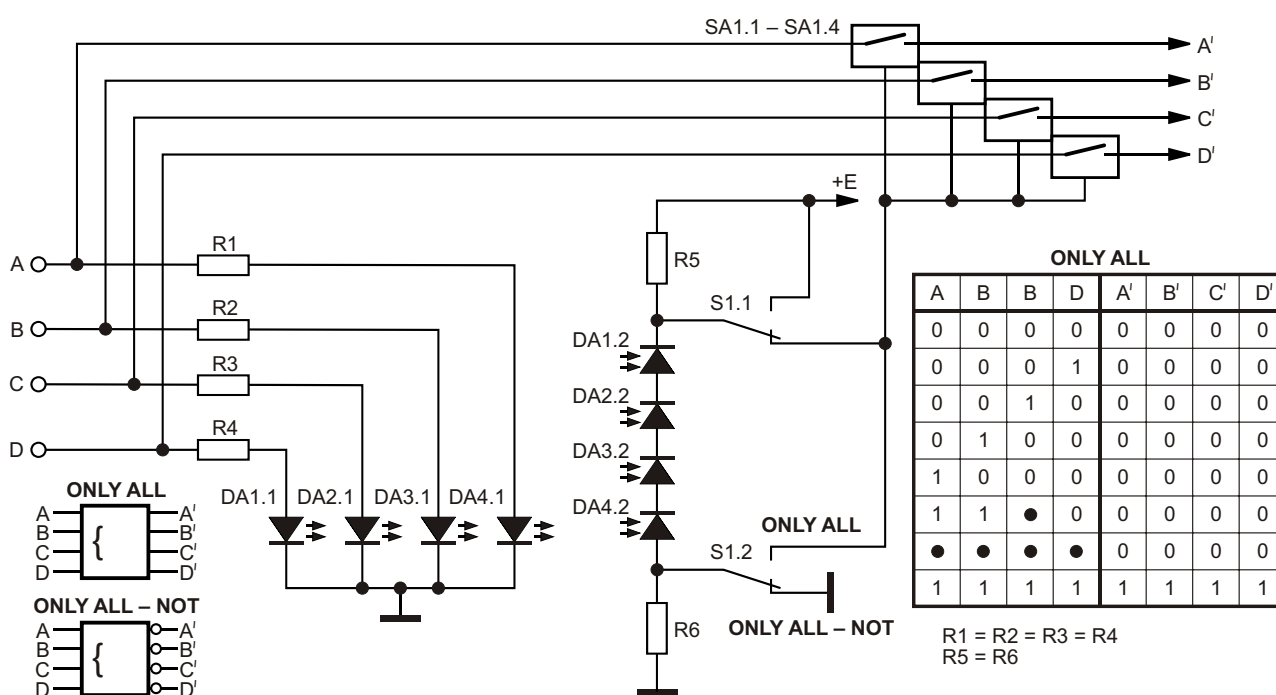 SA1.1 – SA1.4
A'
B'
C'
D'
+E
A
R1
B
R2
C
R3
D
R4
R5
S1.1
DA1.2
DA2.2
DA3.2
DA4.2
DA1.1 DA2.1 DA3.1 DA4.1
ONLY ALL
S1.2
ONLY ALL – NOT
R6
ONLY ALL
A { A'
B B'
C C'
D D'
ONLY ALL – NOT
A { A'
B B'
C C'
D D'
ONLY ALL
A B B D A' B' C' D'
0 0 0 0 0 0 0 0
0 0 0 1 0 0 0 0
0 0 1 0 0 0 0 0
0 1 0 0 0 0 0 0
1 0 0 0 0 0 0 0
1 1 ● 0 0 0 0 0
● ● ● ● 0 0 0 0
1 1 1 1 1 1 1 1
R1 = R2 = R3 = R4
R5 = R6